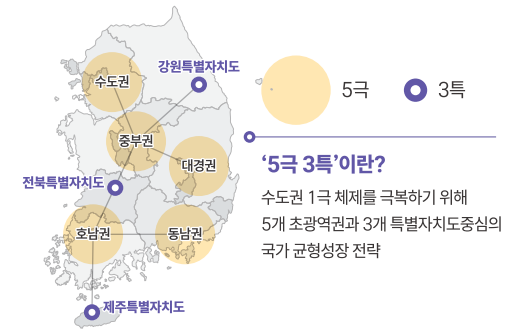 수도권
강원특별자치도
중부권
대경권
전북특별자치도
호남권
동남권
제주특별자치도
5극
3특
‘5극 3특’이란?
수도권 1극 체제를 극복하기 위해
5개 초광역권과 3개 특별자치도중심의
국가 균형성장 전략